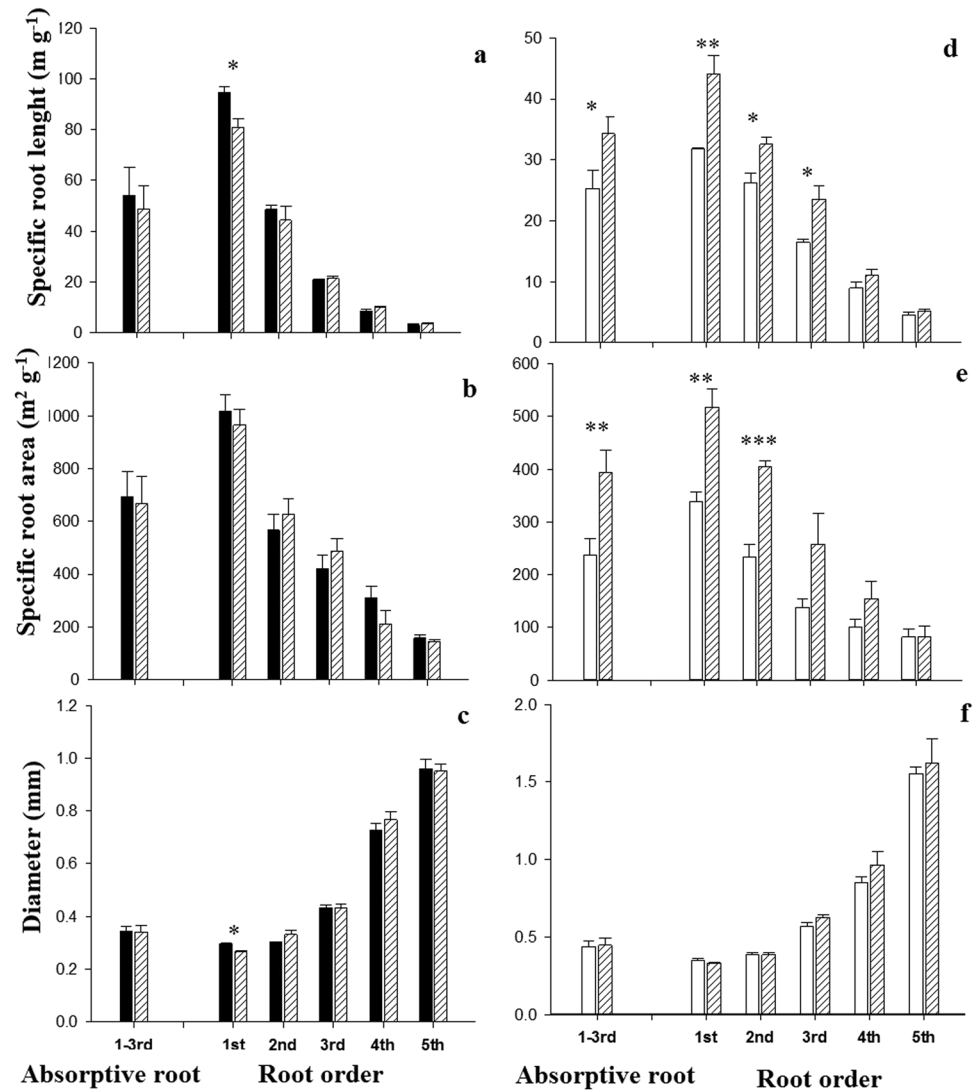 Specific root lenght (m g⁻¹)
120
100
80
60
40
20
0
a
*
Specific root area (m² g⁻¹)
1200
1000
800
600
400
200
0
b
Diameter (mm)
1.2
1.0
0.8
0.6
0.4
0.2
0.0
c
*
1-3rd 1st 2nd 3rd 4th 5th
Absorptive root Root order
50
40
30
20
10
0
d
* ** * *
600
500
400
300
200
100
0
e
** ** ***
2.0
1.5
1.0
0.5
0.0
f
1-3rd 1st 2nd 3rd 4th 5th
Absorptive root Root order